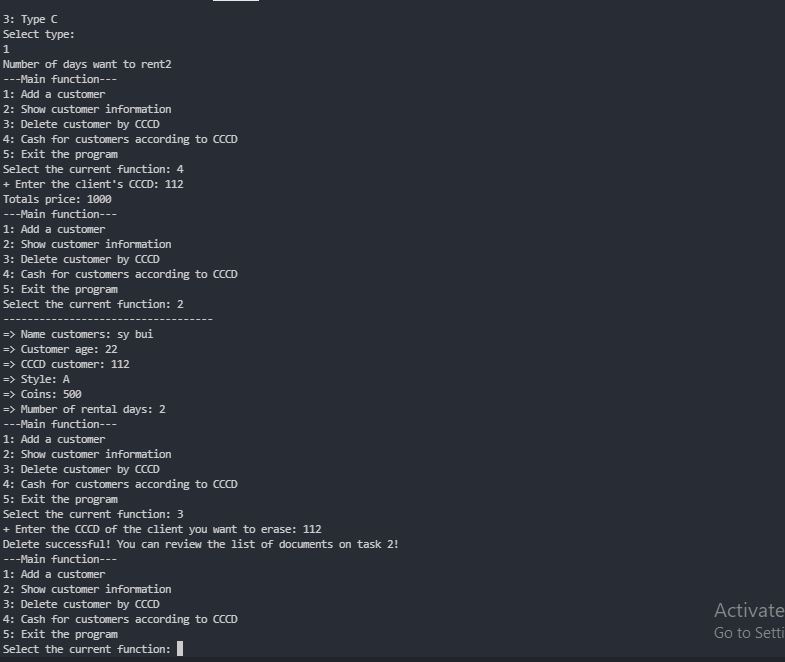 3: Type C
Select type:
1
Number of days want to rent2
---Main function---
1: Add a customer
2: Show customer information
3: Delete customer by CCCD
4: Cash for customers according to CCCD
5: Exit the program
Select the current function: 4
+ Enter the client's CCCD: 112
Totals price: 1000
---Main function---
1: Add a customer
2: Show customer information
3: Delete customer by CCCD
4: Cash for customers according to CCCD
5: Exit the program
Select the current function: 2
-----------------------------------
=> Name customers: sy bui
=> Customer age: 22
=> CCCD customer: 112
=> Style: A
=> Coins: 500
=> Mumber of rental days: 2
---Main function---
1: Add a customer
2: Show customer information
3: Delete customer by CCCD
4: Cash for customers according to CCCD
5: Exit the program
Select the current function: 3
+ Enter the CCCD of the client you want to erase: 112
Delete successful! You can review the list of documents on task 2!
---Main function---
1: Add a customer
2: Show customer information
3: Delete customer by CCCD
4: Cash for customers according to CCCD
5: Exit the program
Select the current function:
Activate
Go to Setti